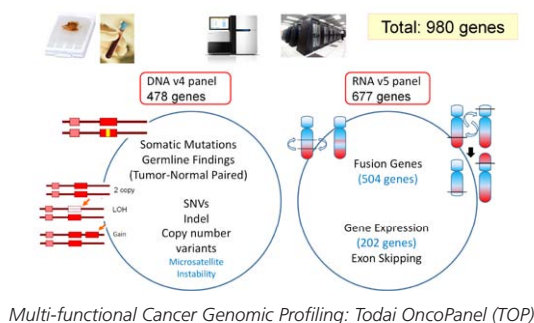 Total: 980 genes
DNA v4 panel
478 genes
RNA v5 panel
677 genes
Somatic Mutations
Germline Findings
(Tumor-Normal Paired)
2 copy
LOH
Gain
SNVs
Indel
Copy number
variants
Microsatellite
Instability
Fusion Genes
(504 genes)
Gene Expression
(202 genes)
Exon Skipping
Multi-functional Cancer Genomic Profiling: Todai OncoPanel (TOP)